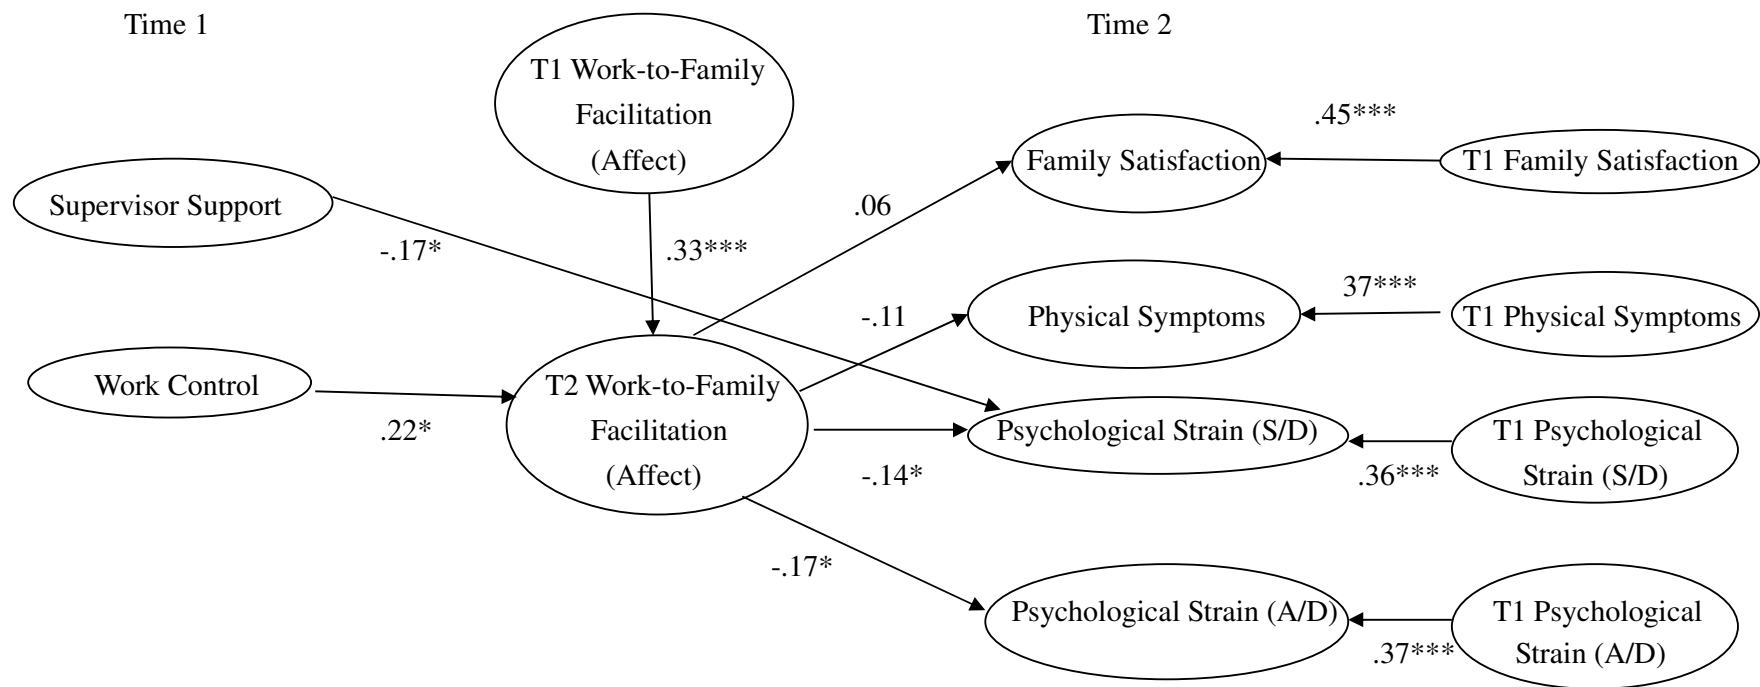 Time 1
Time 2
T1 Work-to-Family
Facilitation
(Affect)
.45***
Family Satisfaction
T1 Family Satisfaction
Supervisor Support
.06
-.17*
.33***
37***
-.11
Physical Symptoms
T1 Physical Symptoms
Work Control
T2 Work-to-Family
Facilitation
(Affect)
.22*
Psychological Strain (S/D)
T1 Psychological
Strain (S/D)
-.14*
.36***
-.17*
Psychological Strain (A/D)
T1 Psychological
Strain (A/D)
.37***